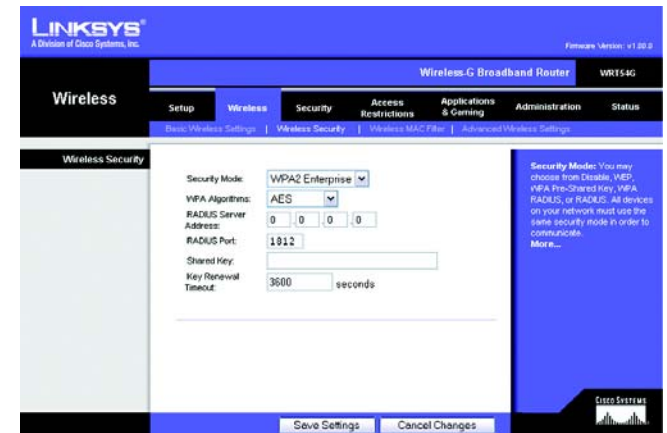 LINKSYS®
A Division of Cisco Systems, Inc.
Firmware Version: v1.00.0
Wireless-G Broadband Router WRT54G
Wireless
Setup Wireless Security Access Restrictions Applications & Gaming Administration Status
Basic Wireless Settings | Wireless Security | Wireless MAC Filter | Advanced Wireless Settings
Wireless Security
Security Mode: WPA2 Enterprise
WPA Algorithms: AES
RADIUS Server Address: 0 . 0 . 0 . 0
RADIUS Port: 1812
Shared Key:
Key Renewal Timeout: 3600 seconds
Security Mode: You may
choose from Disable, WEP,
WPA Pre-Shared Key, WPA
RADIUS, or RADIUS. All devices
on your network must use the
same security mode in order to
communicate.
More...
Save Settings Cancel Changes
CISCO SYSTEMS